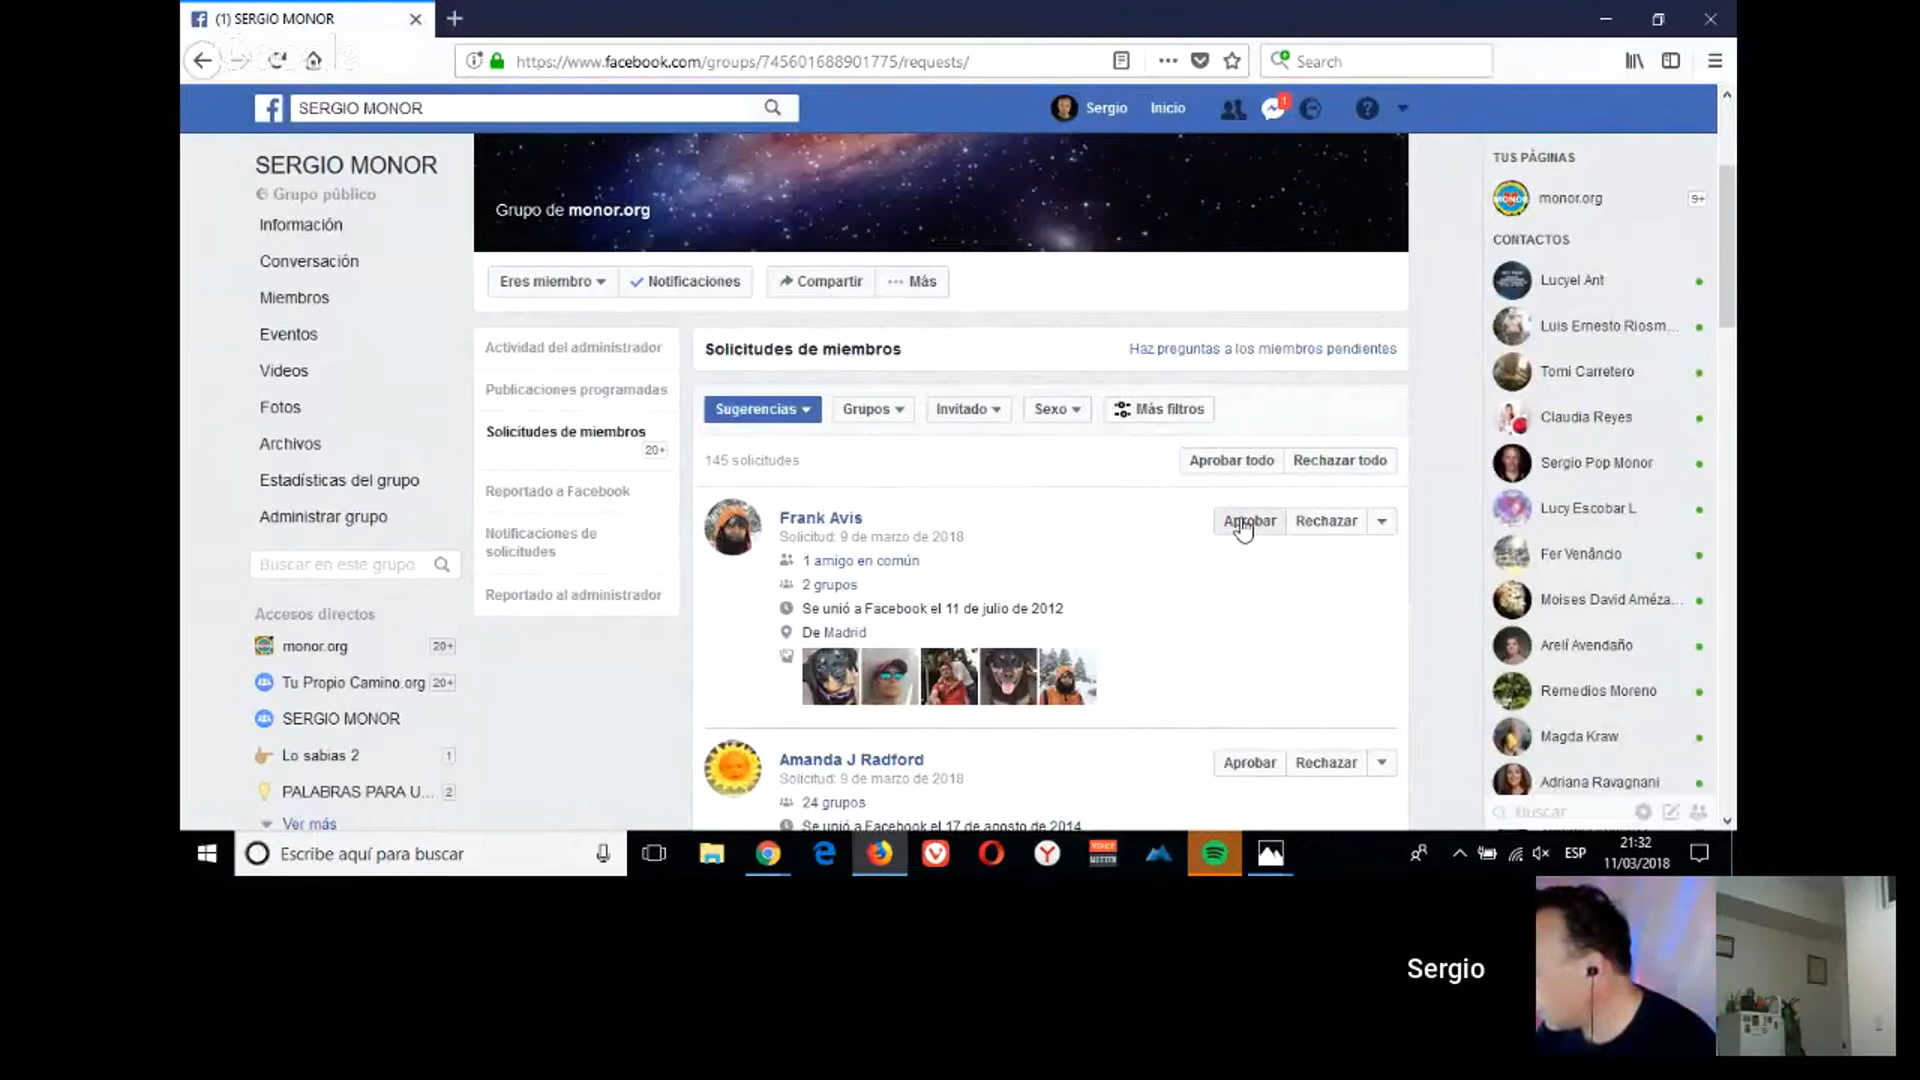 (1) SERGIO MONOR
https://www.facebook.com/groups/745601688901775/requests/
Search
SERGIO MONOR
Sergio
Inicio
1
SERGIO MONOR
Grupo público
Información
Conversación
Miembros
Eventos
Videos
Fotos
Archivos
Estadísticas del grupo
Administrar grupo
Buscar en este grupo
Accesos directos
monor.org 20+
Tu Propio Camino.org 20+
SERGIO MONOR
Lo sabias 2 1
PALABRAS PARA U... 2
Ver más
Grupo de monor.org
Eres miembro
Notificaciones
Compartir
Más
Actividad del administrador
Publicaciones programadas
Solicitudes de miembros
20+
Reportado a Facebook
Notificaciones de
solicitudes
Reportado al administrador
Solicitudes de miembros
Haz preguntas a los miembros pendientes
Sugerencias
Grupos
Invitado
Sexo
Más filtros
145 solicitudes
Aprobar todo
Rechazar todo
Frank Avis
Solicitud: 9 de marzo de 2018
1 amigo en común
2 grupos
Se unió a Facebook el 11 de julio de 2012
De Madrid
Aprobar
Rechazar
Amanda J Radford
Solicitud: 9 de marzo de 2018
24 grupos
Se unió a Facebook el 17 de agosto de 2014
Aprobar
Rechazar
TUS PÁGINAS
MONOR
monor.org 9+
CONTACTOS
Lucyel Ant
Luis Ernesto Riosm...
Tomi Carretero
Claudia Reyes
Sergio Pop Monor
Lucy Escobar L
Fer Venâncio
Moises David Améza...
Arelí Avendaño
Remedios Moreno
Magda Kraw
Adriana Ravagnani
Buscar
Escribe aquí para buscar
ESP
21:32
11/03/2018
Sergio